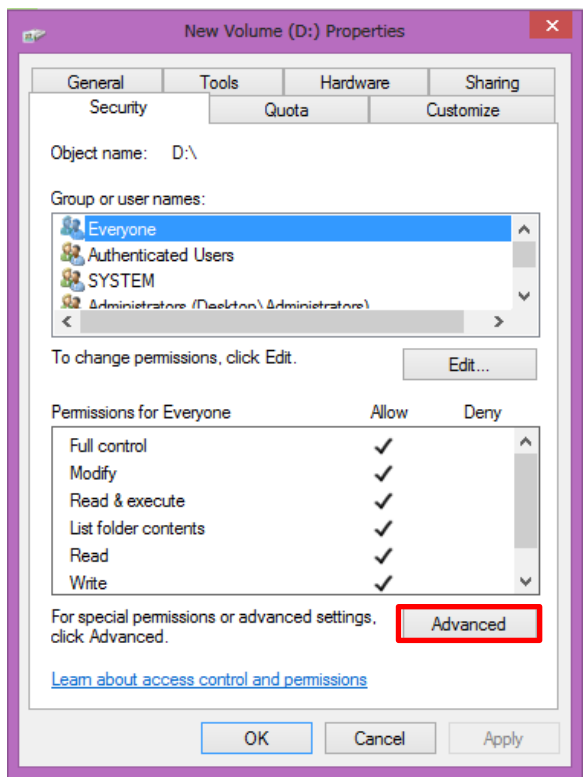 New Volume (D:) Properties
General Tools Hardware Sharing
Security Quota Customize
Object name: D:\
Group or user names:
Everyone
Authenticated Users
SYSTEM
Administrators (Desktop\Administrators)
To change permissions, click Edit.
Edit...
Permissions for Everyone Allow Deny
Full control
Modify
Read & execute
List folder contents
Read
Write
For special permissions or advanced settings,
click Advanced.
Advanced
Learn about access control and permissions
OK Cancel Apply